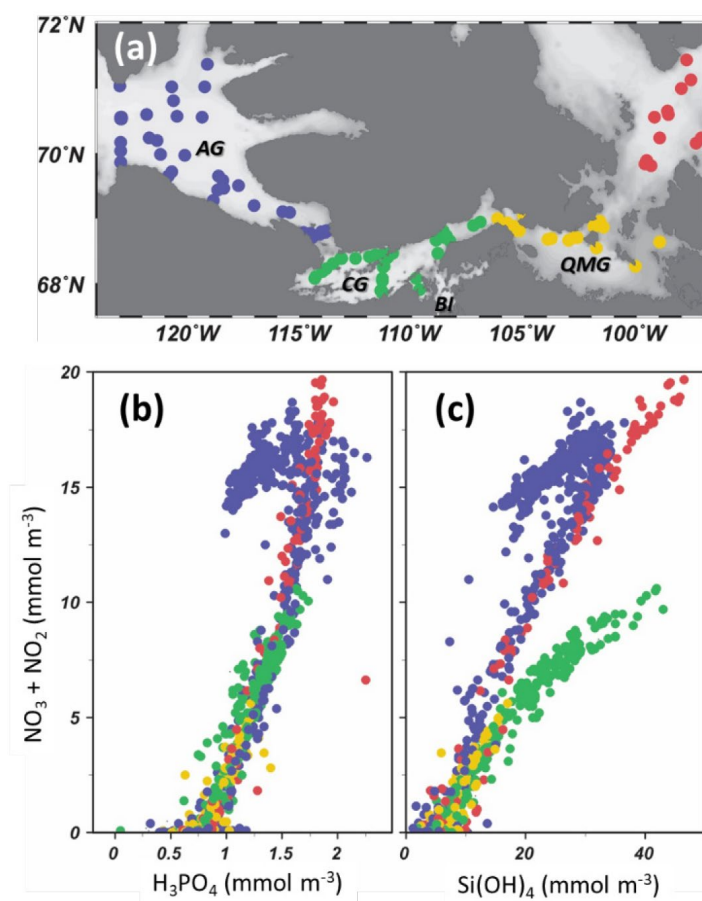 72˚N
(a)
AG
70˚N
QMG
68˚N
CG
BI
120˚W 115˚W 110˚W 105˚W 100˚W
20
(b) (c)
15
NO3 + NO2 (mmol m-3)
10
5
0
0 0.5 1 1.5 2 0 20 40
H3PO4 (mmol m-3) Si(OH)4 (mmol m-3)